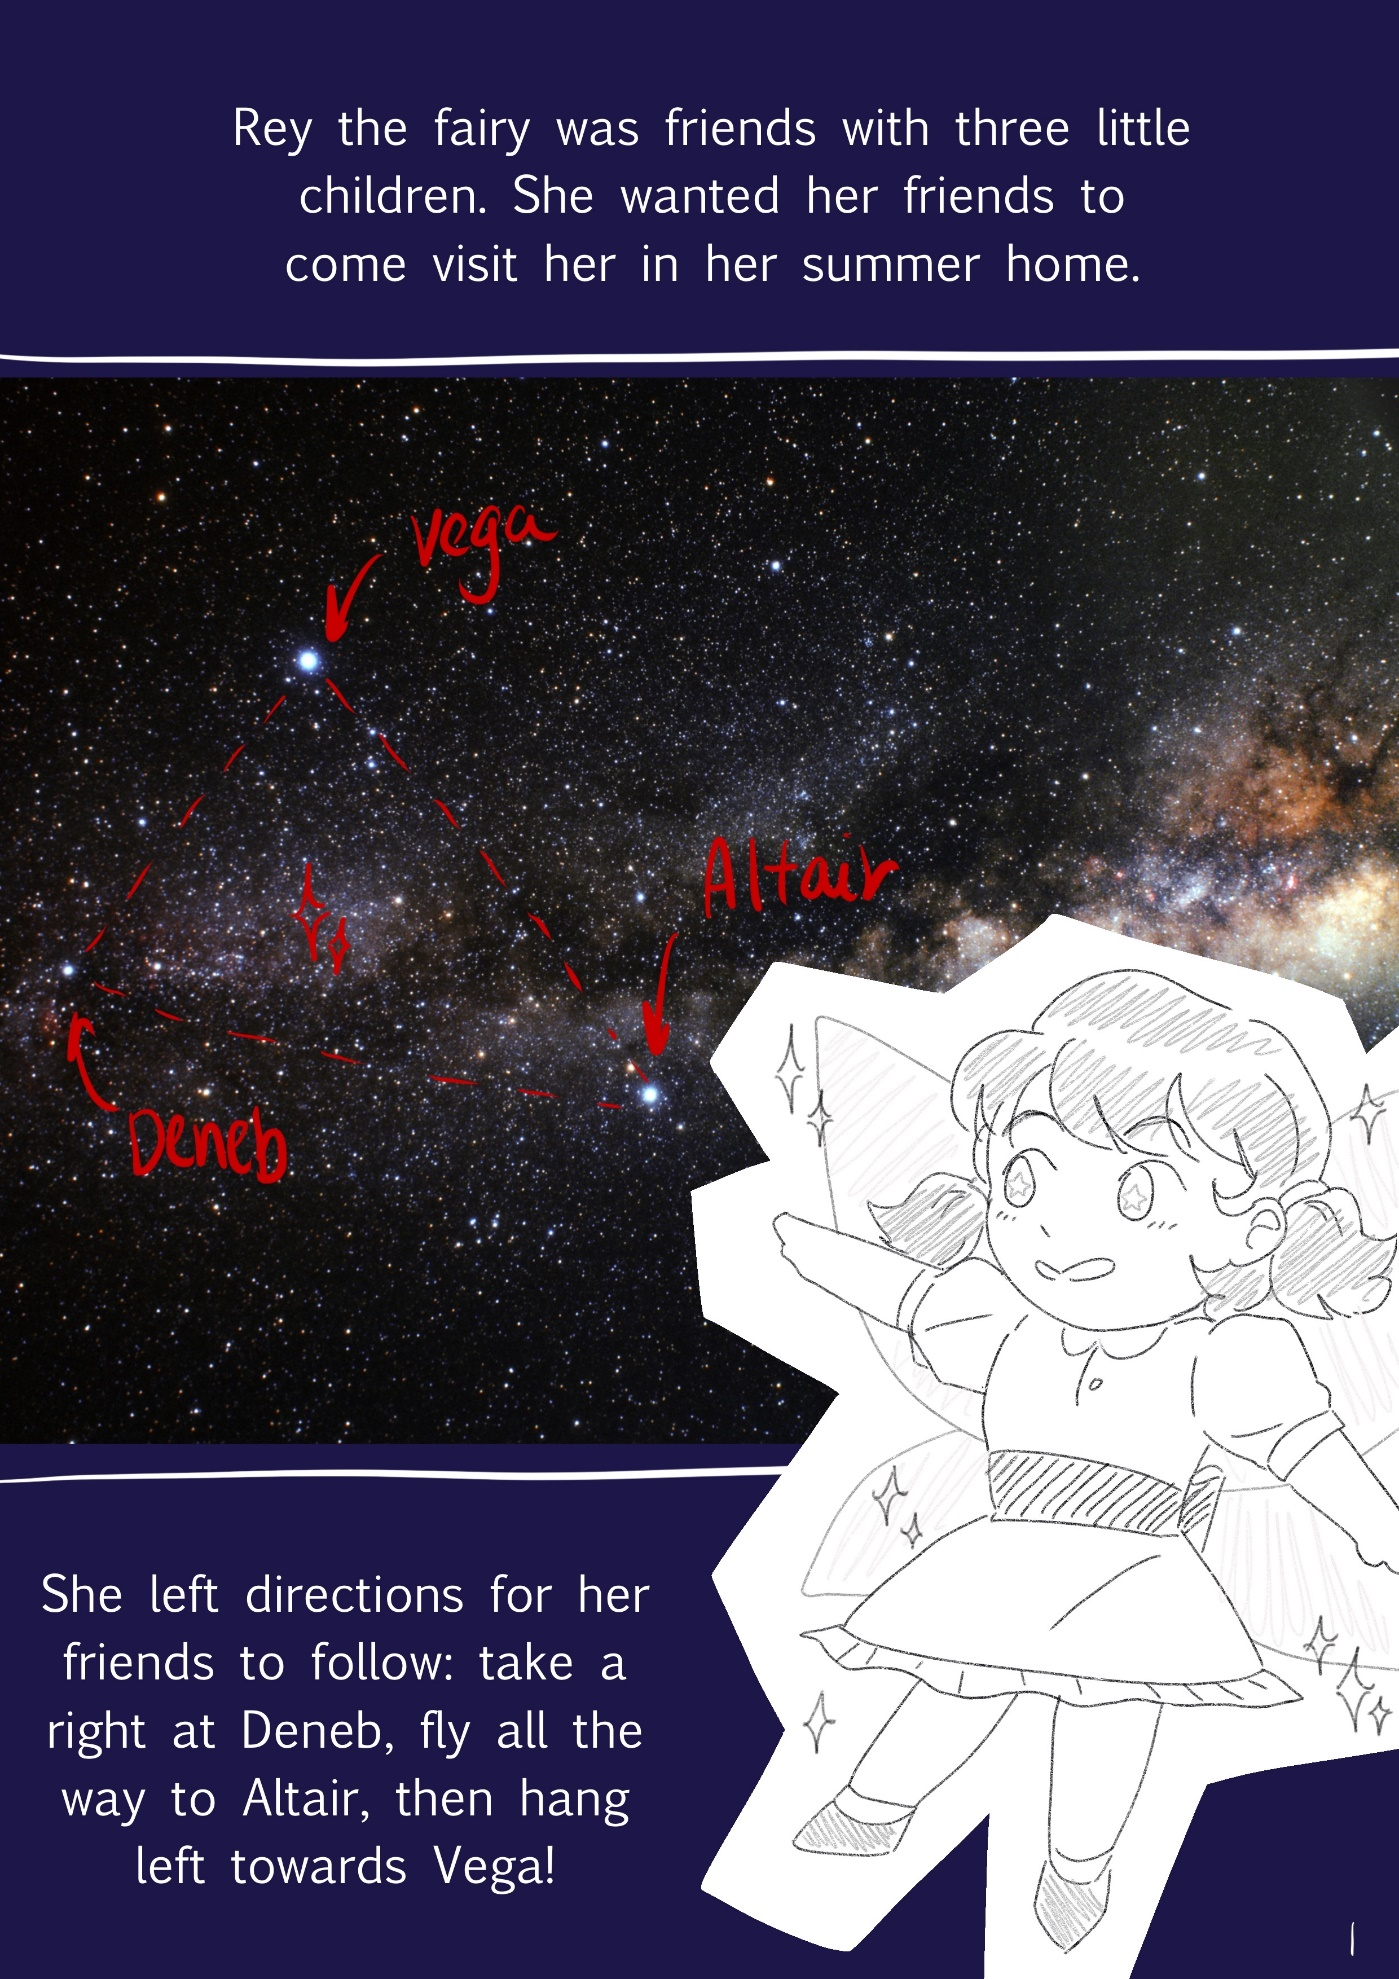 Rey the fairy was friends with three little
children. She wanted her friends to
come visit her in her summer home.
vega
Altair
Deneb
She left directions for her
friends to follow: take a
right at Deneb, fly all the
way to Altair, then hang
left towards Vega!
1